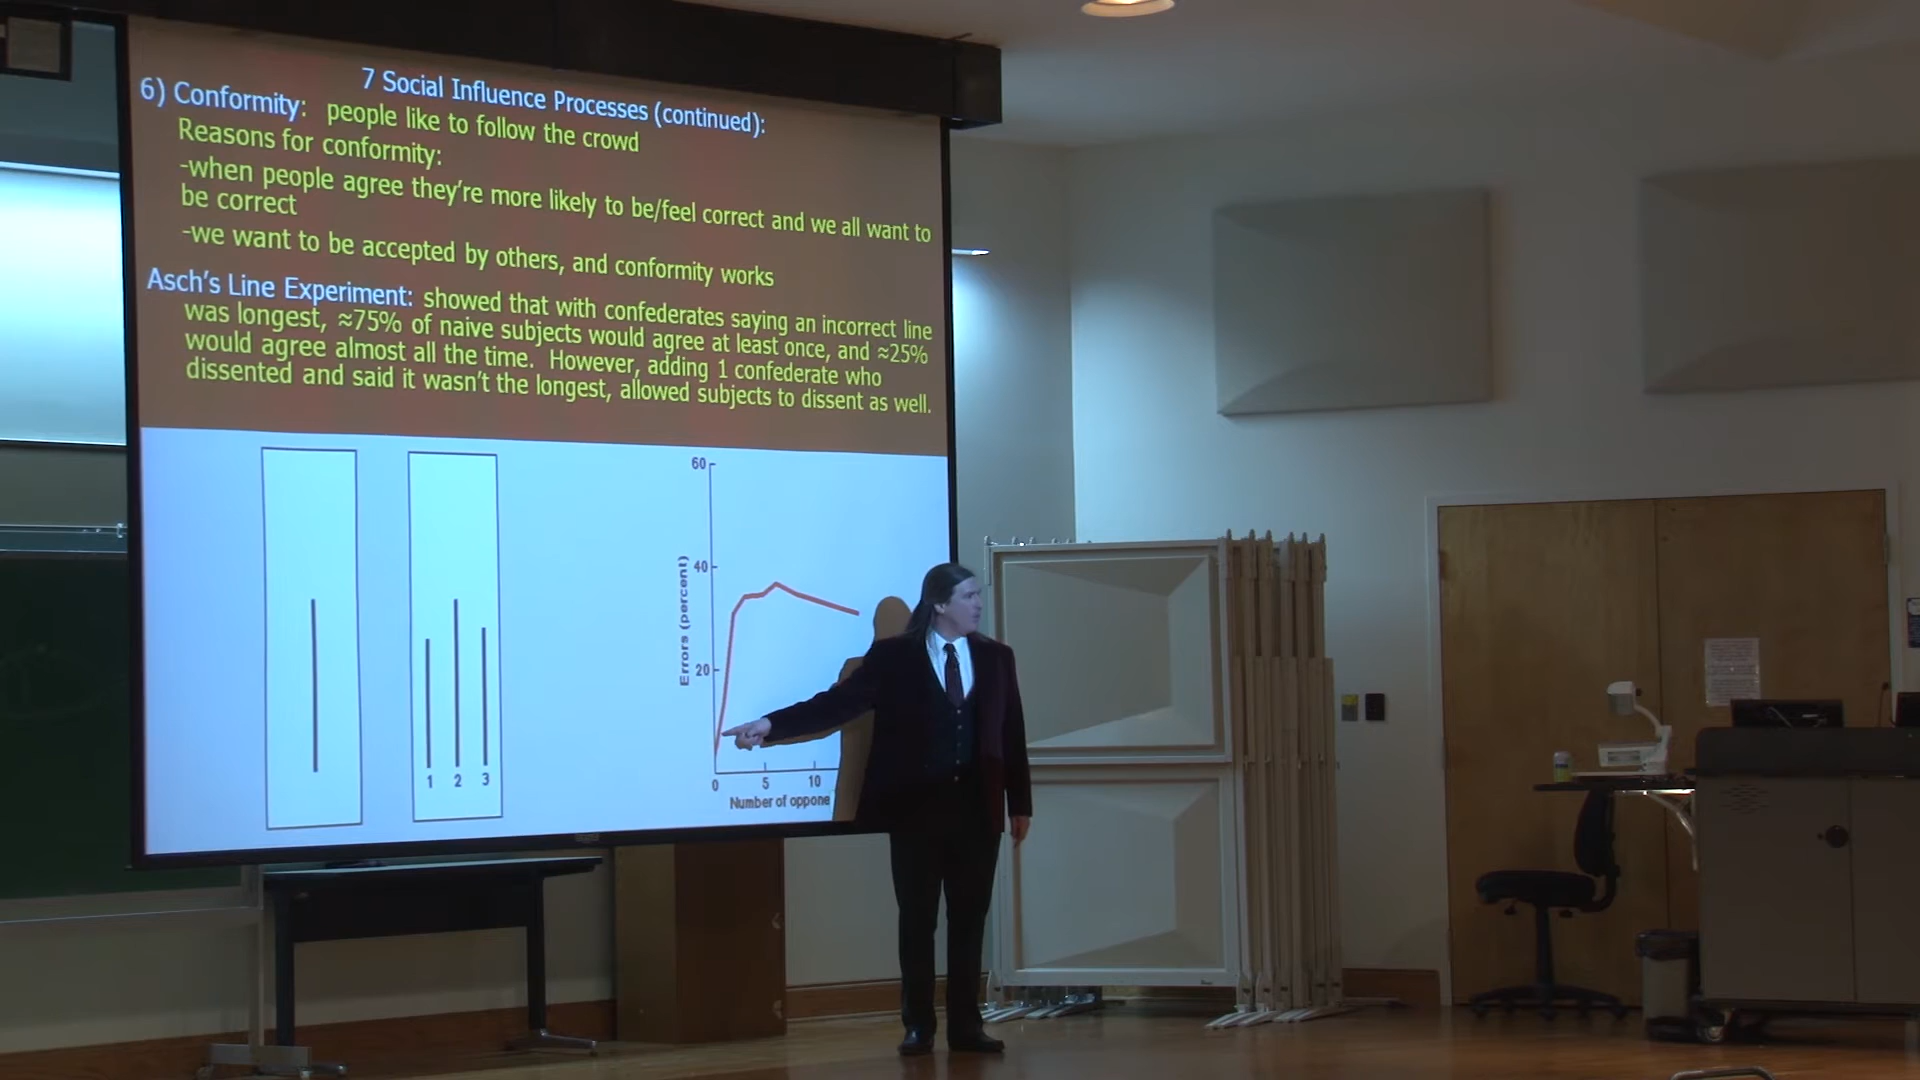 7 Social Influence Processes (continued):
6) Conformity: people like to follow the crowd
Reasons for conformity:
-when people agree they're more likely to be/feel correct and we all want to
be correct
-we want to be accepted by others, and conformity works
Asch's Line Experiment: showed that with confederates saying an incorrect line
was longest, ≈75% of naive subjects would agree at least once, and ≈25%
would agree almost all the time. However, adding 1 confederate who
dissented and said it wasn't the longest, allowed subjects to dissent as well.
1 2 3
60
40
20
Errors (percent)
0 5 10
Number of oppone